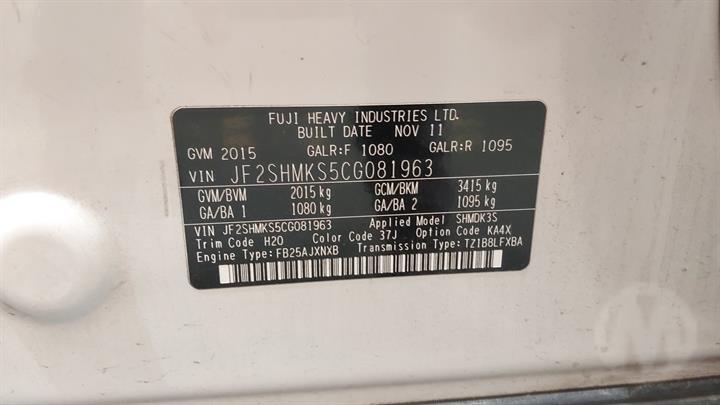 FUJI HEAVY INDUSTRIES LTD.
BUILT DATE NOV 11
GVM 2015 GALR:F 1080 GALR:R 1095
VIN JF2SHMKS5CG081963
GVM/BVM 2015 kg GCM/BKM 3415 kg
GA/BA 1 1080 kg GA/BA 2 1095 kg
VIN JF2SHMKS5CG081963 Applied Model SHMDK3S
Trim Code H20 Color Code 37J Option Code KA4X
Engine Type:FB25AJXNXB Transmission Type:TZ1B8LFXBA
M